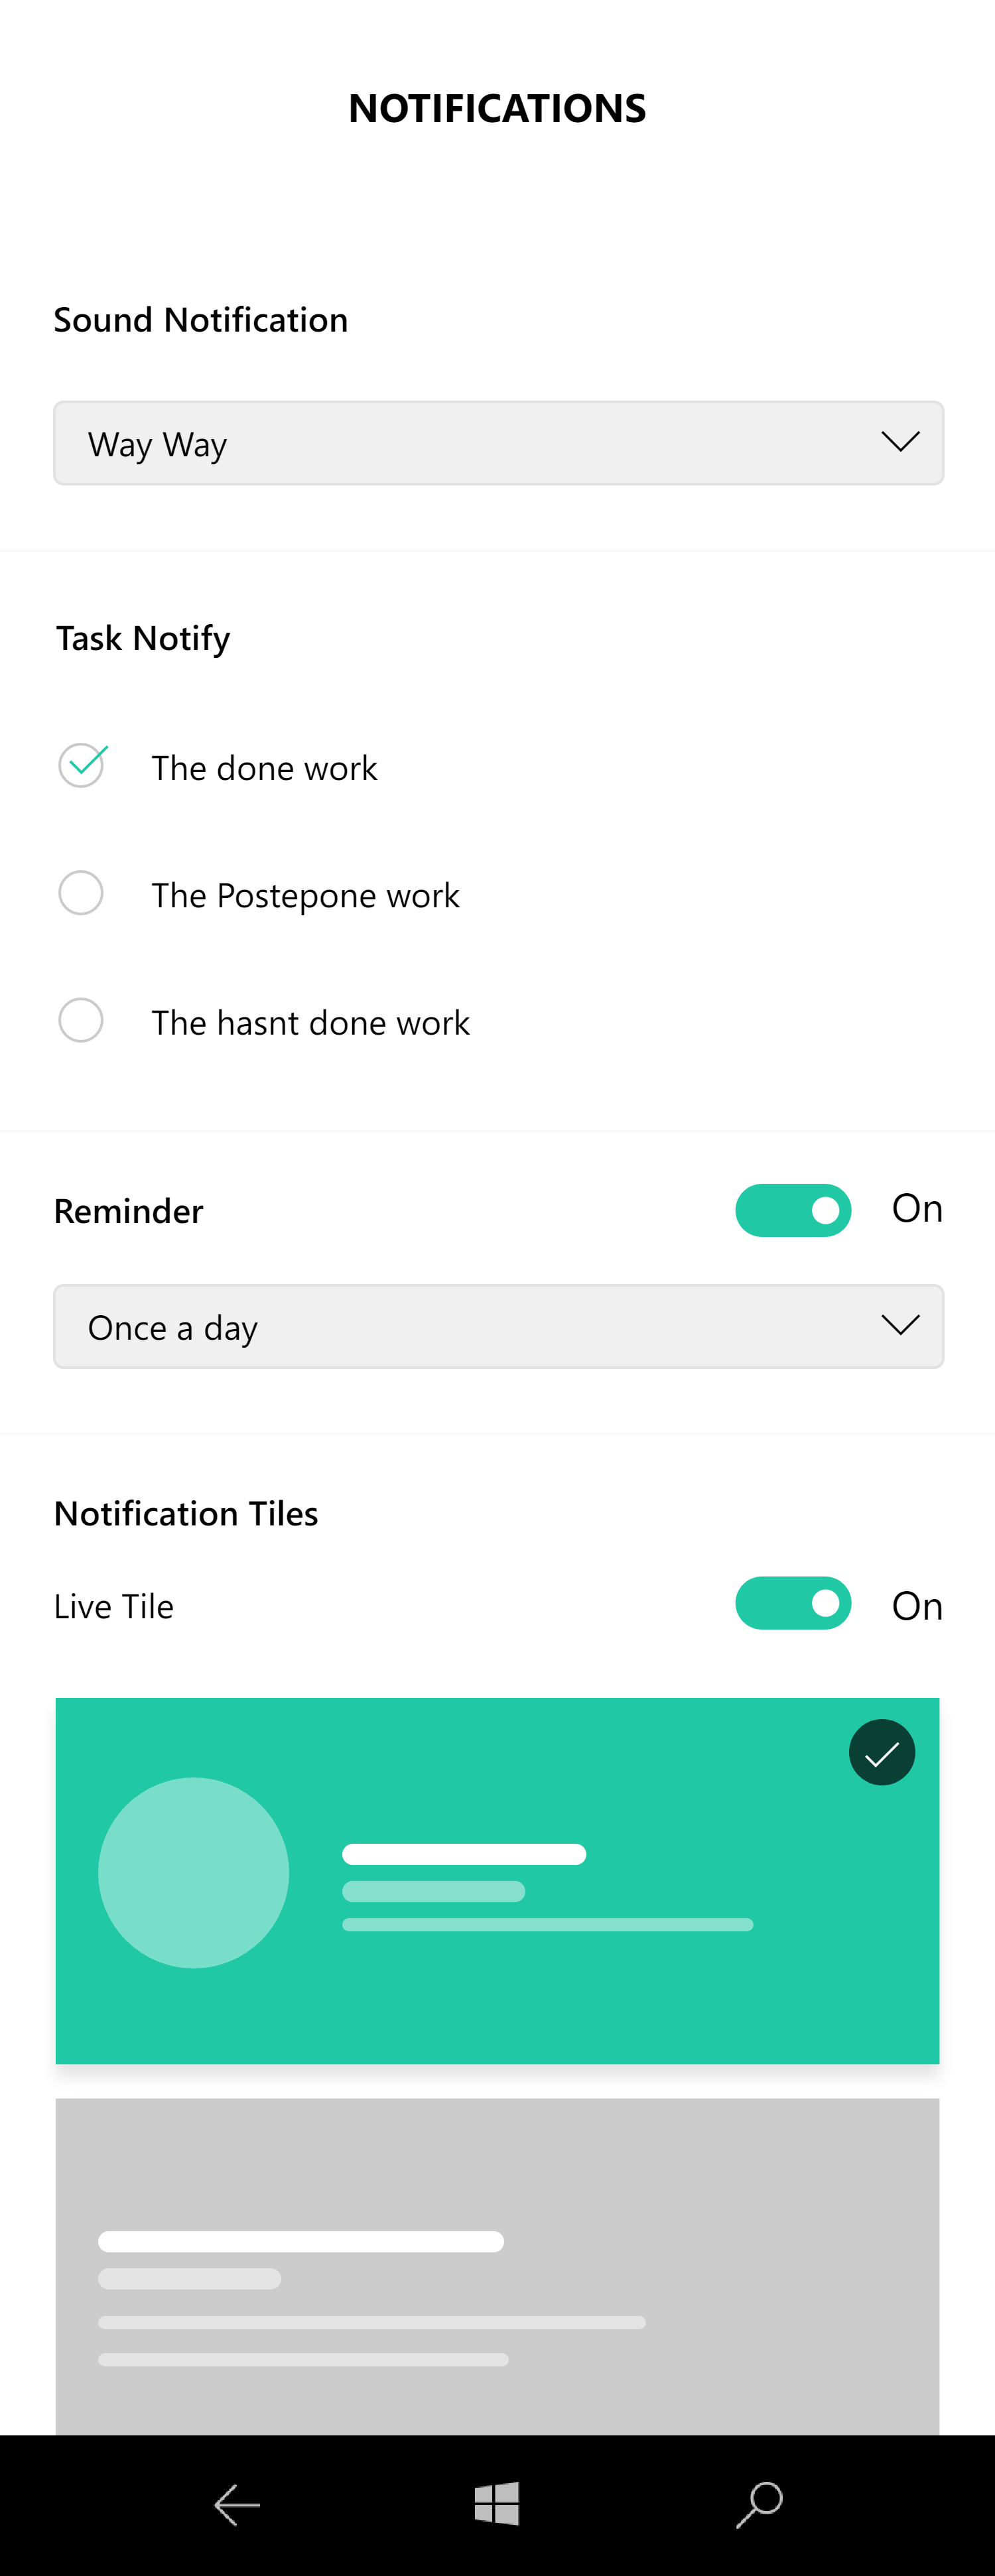 NOTIFICATIONS
Sound Notification
Way Way
Task Notify
The done work
The Postepone work
The hasnt done work
Reminder On
Once a day
Notification Tiles
Live Tile On